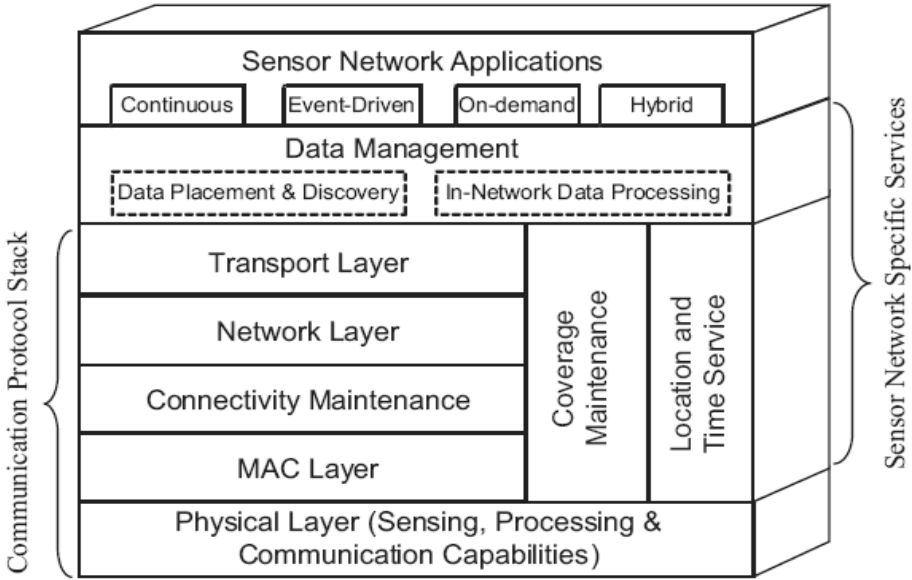 Sensor Network Applications
Continuous
Event-Driven
On-demand
Hybrid
Data Management
Data Placement & Discovery
In-Network Data Processing
Transport Layer
Network Layer
Connectivity Maintenance
MAC Layer
Coverage
Maintenance
Location and
Time Service
Physical Layer (Sensing, Processing &
Communication Capabilities)
Communication Protocol Stack
Sensor Network Specific Services